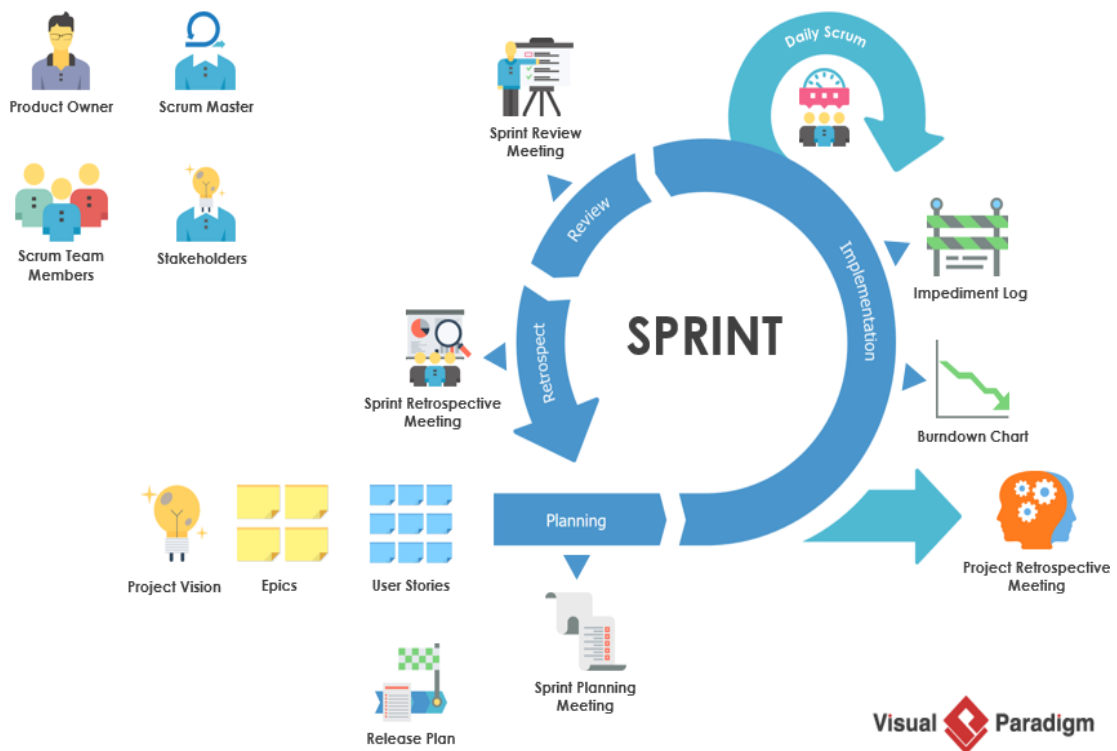 Product Owner
Scrum Master
Scrum Team
Members
Stakeholders
Sprint Review
Meeting
Daily Scrum
Review
Implementation
Impediment Log
SPRINT
Retrospect
Sprint Retrospective
Meeting
Burndown Chart
Planning
Project Vision
Epics
User Stories
Project Retrospective
Meeting
Sprint Planning
Meeting
Release Plan
Visual Paradigm